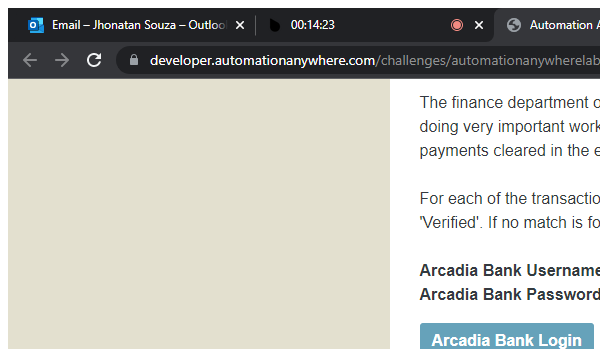 Email – Jhonatan Souza – Outloo
00:14:23
Automation A
developer.automationanywhere.com/challenges/automationanywherelab
The finance department o
doing very important work
payments cleared in the e
For each of the transactio
'Verified'. If no match is fo
Arcadia Bank Username
Arcadia Bank Password
Arcadia Bank Login